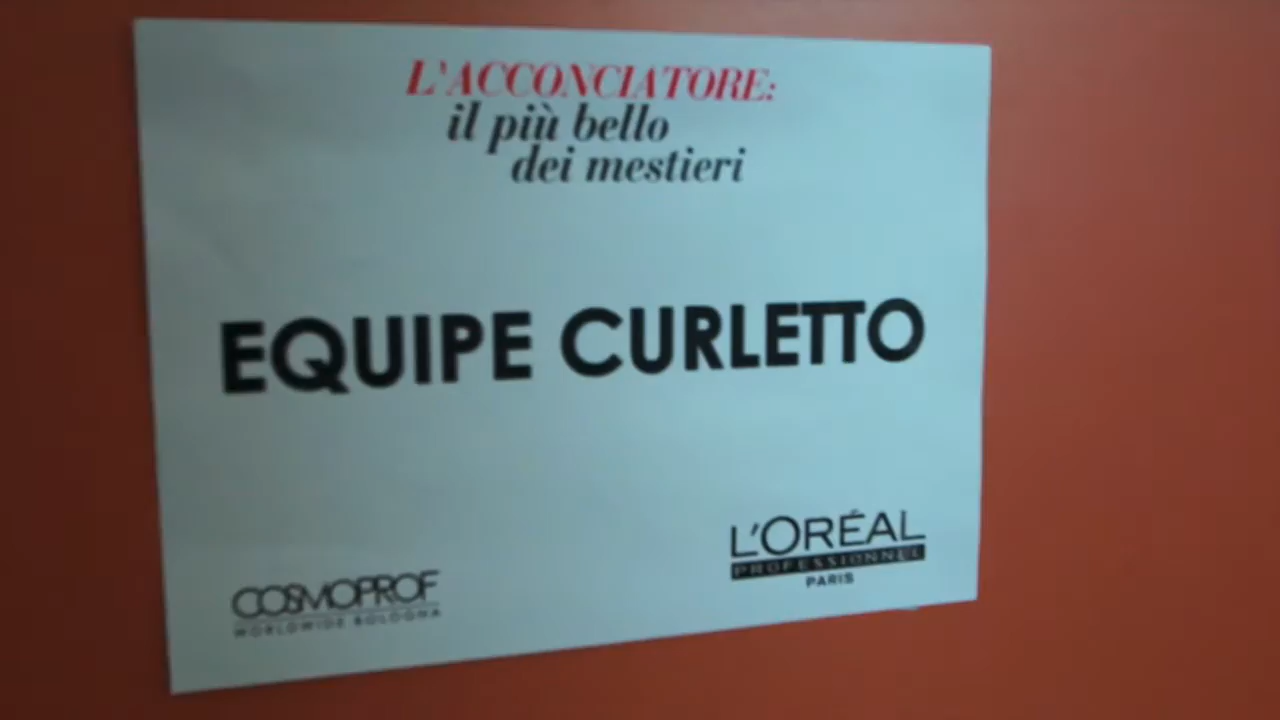 L'ACCONCIATORE:
il più bello
dei mestieri
EQUIPE CURLETTO
L'ORÉAL
PROFESSIONNEL
PARIS
COSMOPROF
WORLDWIDE BOLOGNA